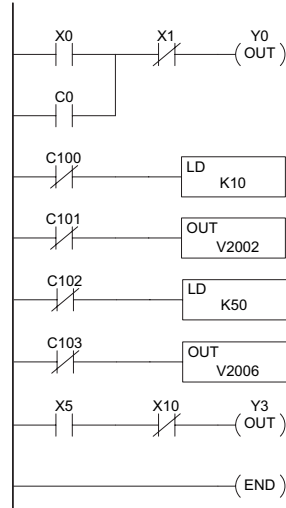 X0 X1 Y0
OUT
C0
C100
LD
K10
C101
OUT
V2002
C102
LD
K50
C103
OUT
V2006
X5 X10 Y3
OUT
END